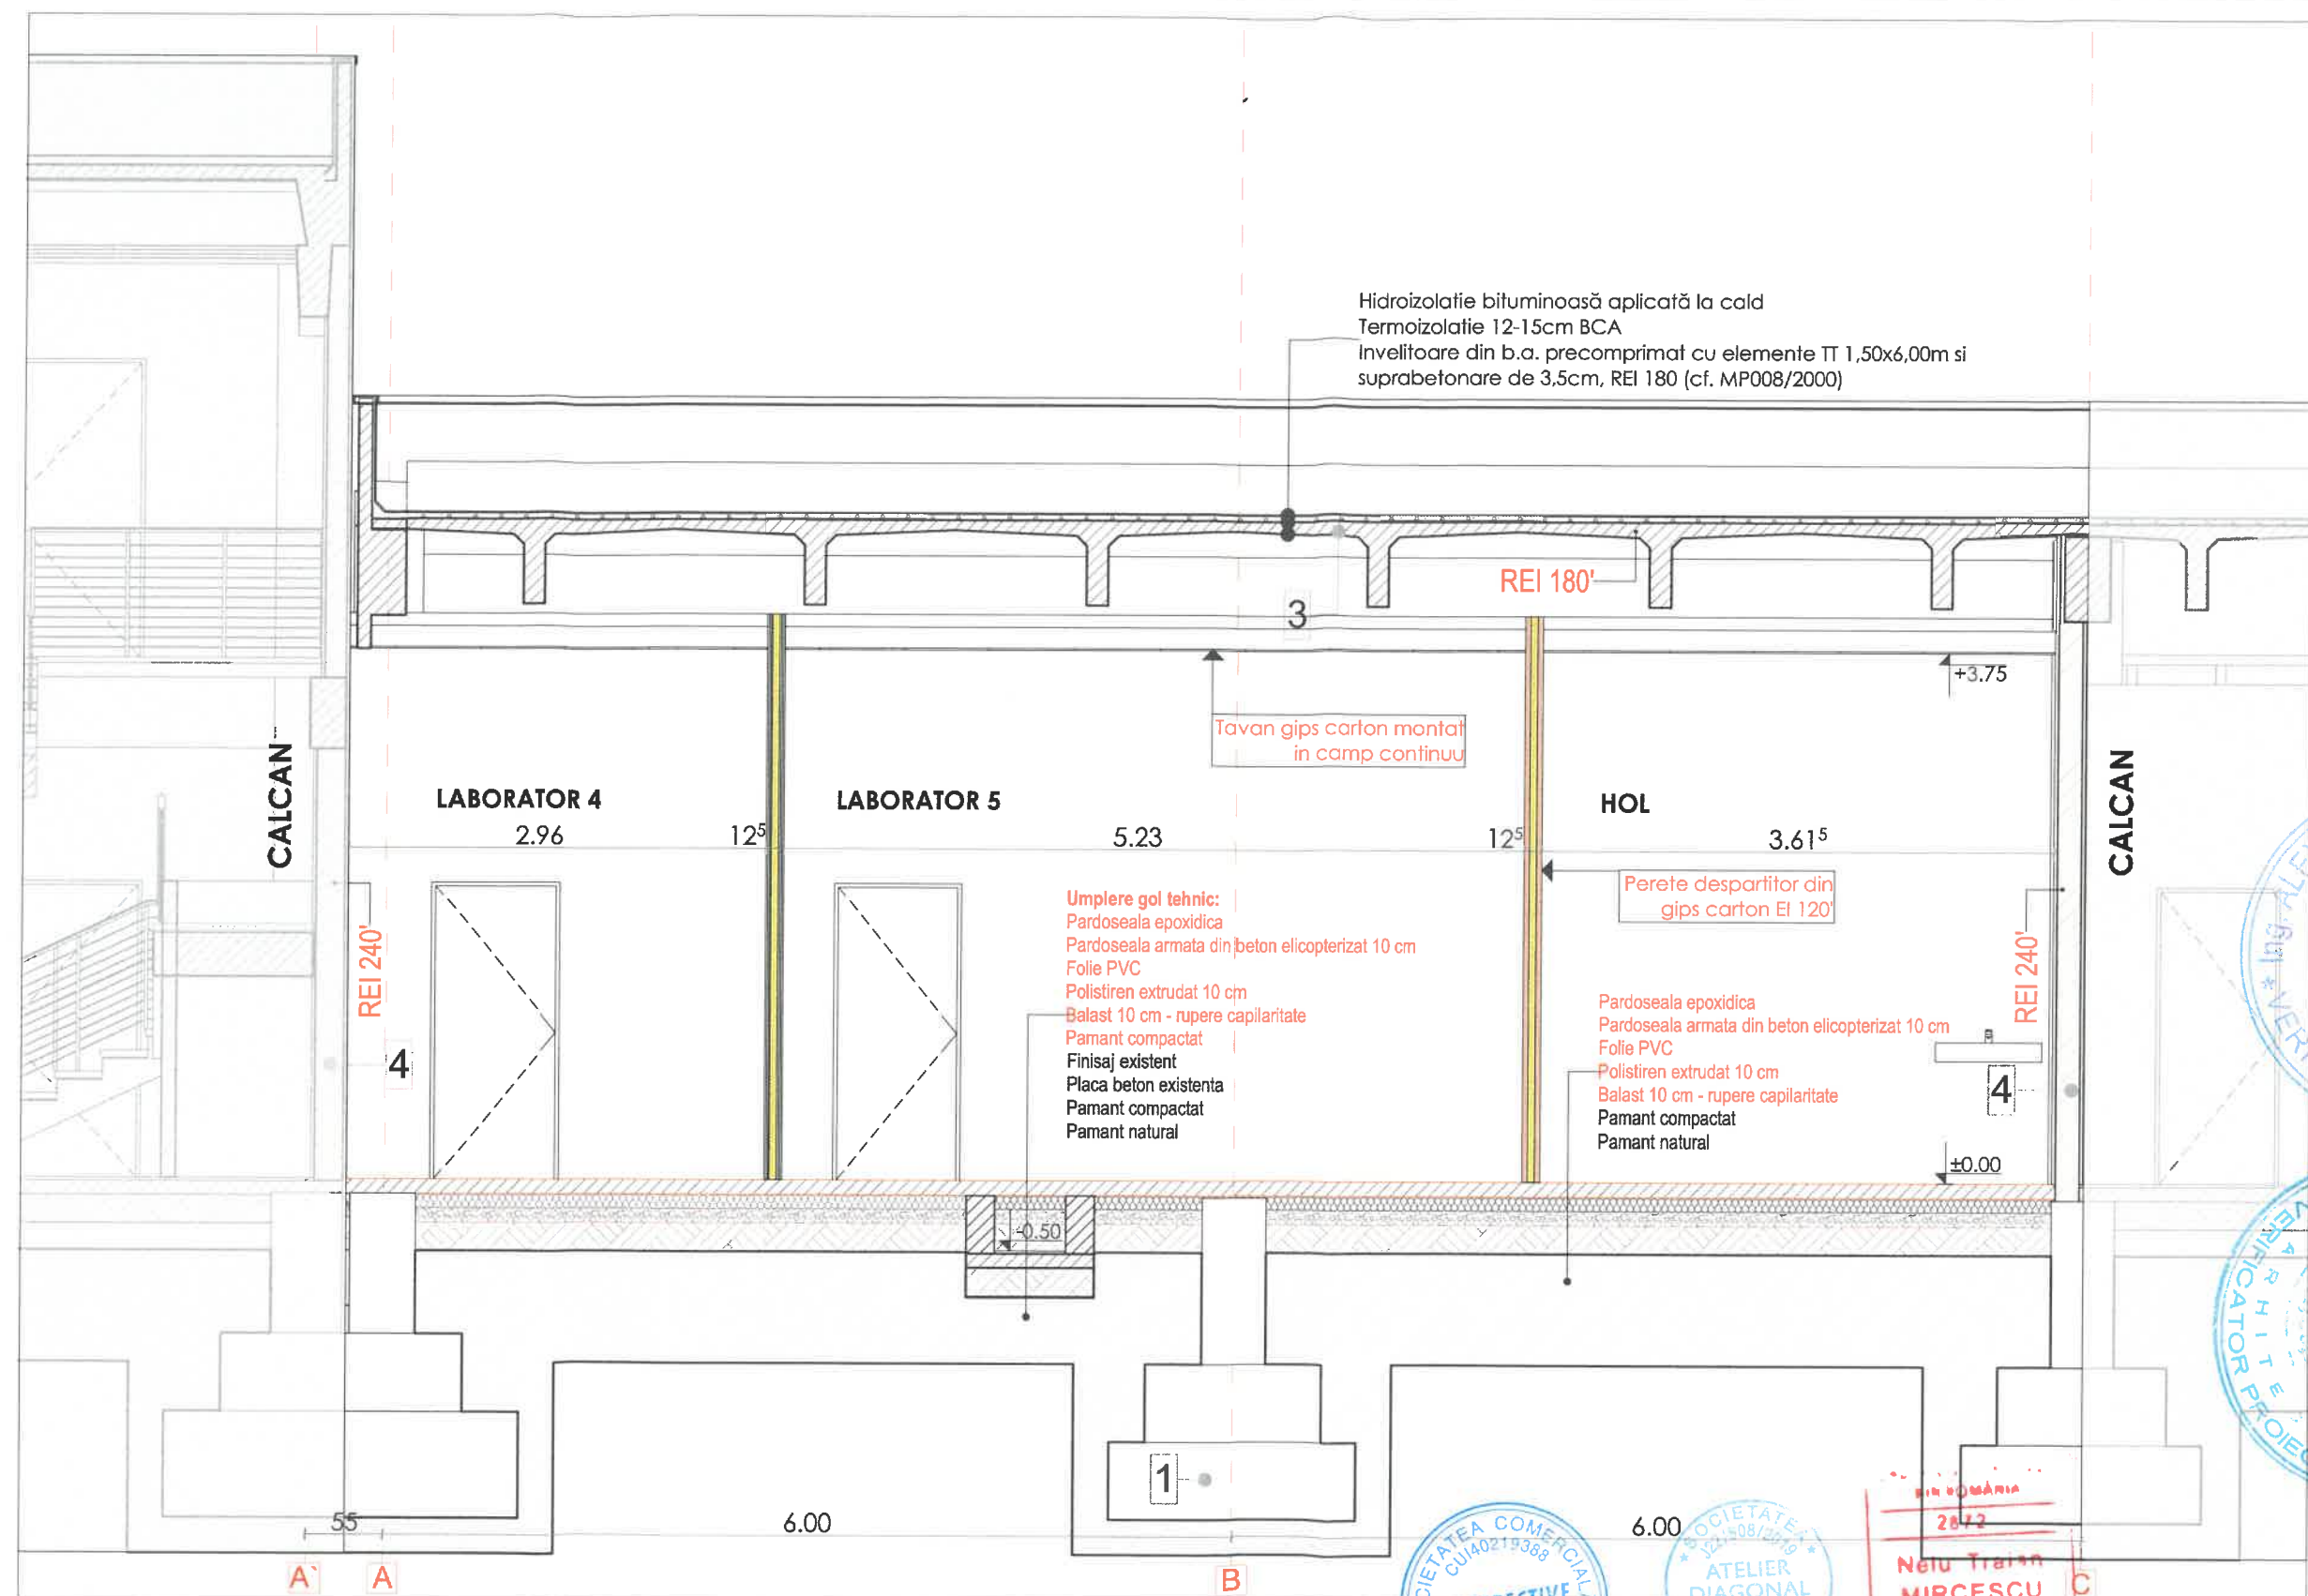 Hidroizolatie bituminoasă aplicată la cald
Termoizolatie 12-15cm BCA
Invelitoare din b.a. precomprimat cu elemente TT 1,50x6,00m si
suprabetonare de 3,5cm, REI 180 (cf. MP008/2000)
REI 180'
3
+3.75
Tavan gips carton montat
in camp continuu
CALCAN
LABORATOR 4
2.96
12⁵
LABORATOR 5
5.23
12⁵
HOL
3.61⁵
CALCAN
Perete despartitor din
gips carton EI 120'
REI 240'
Umplere gol tehnic:
Pardoseala epoxidica
Pardoseala armata din beton elicopterizat 10 cm
Folie PVC
Polistiren extrudat 10 cm
Balast 10 cm - rupere capilaritate
Pamant compactat
Finisaj existent
Placa beton existenta
Pamant compactat
Pamant natural
REI 240'
Pardoseala epoxidica
Pardoseala armata din beton elicopterizat 10 cm
Folie PVC
Polistiren extrudat 10 cm
Balast 10 cm - rupere capilaritate
Pamant compactat
Pamant natural
4
4
±0.00
-0.50
1
55
6.00
6.00
A`
A
B
C
SOCIETATEA
ATELIER
DIAGONAL
CUI40219388
COMERCIALA
DIN ROMÂNIA
2872
Nelu Traian
MIRCESCU
VERIFICATOR